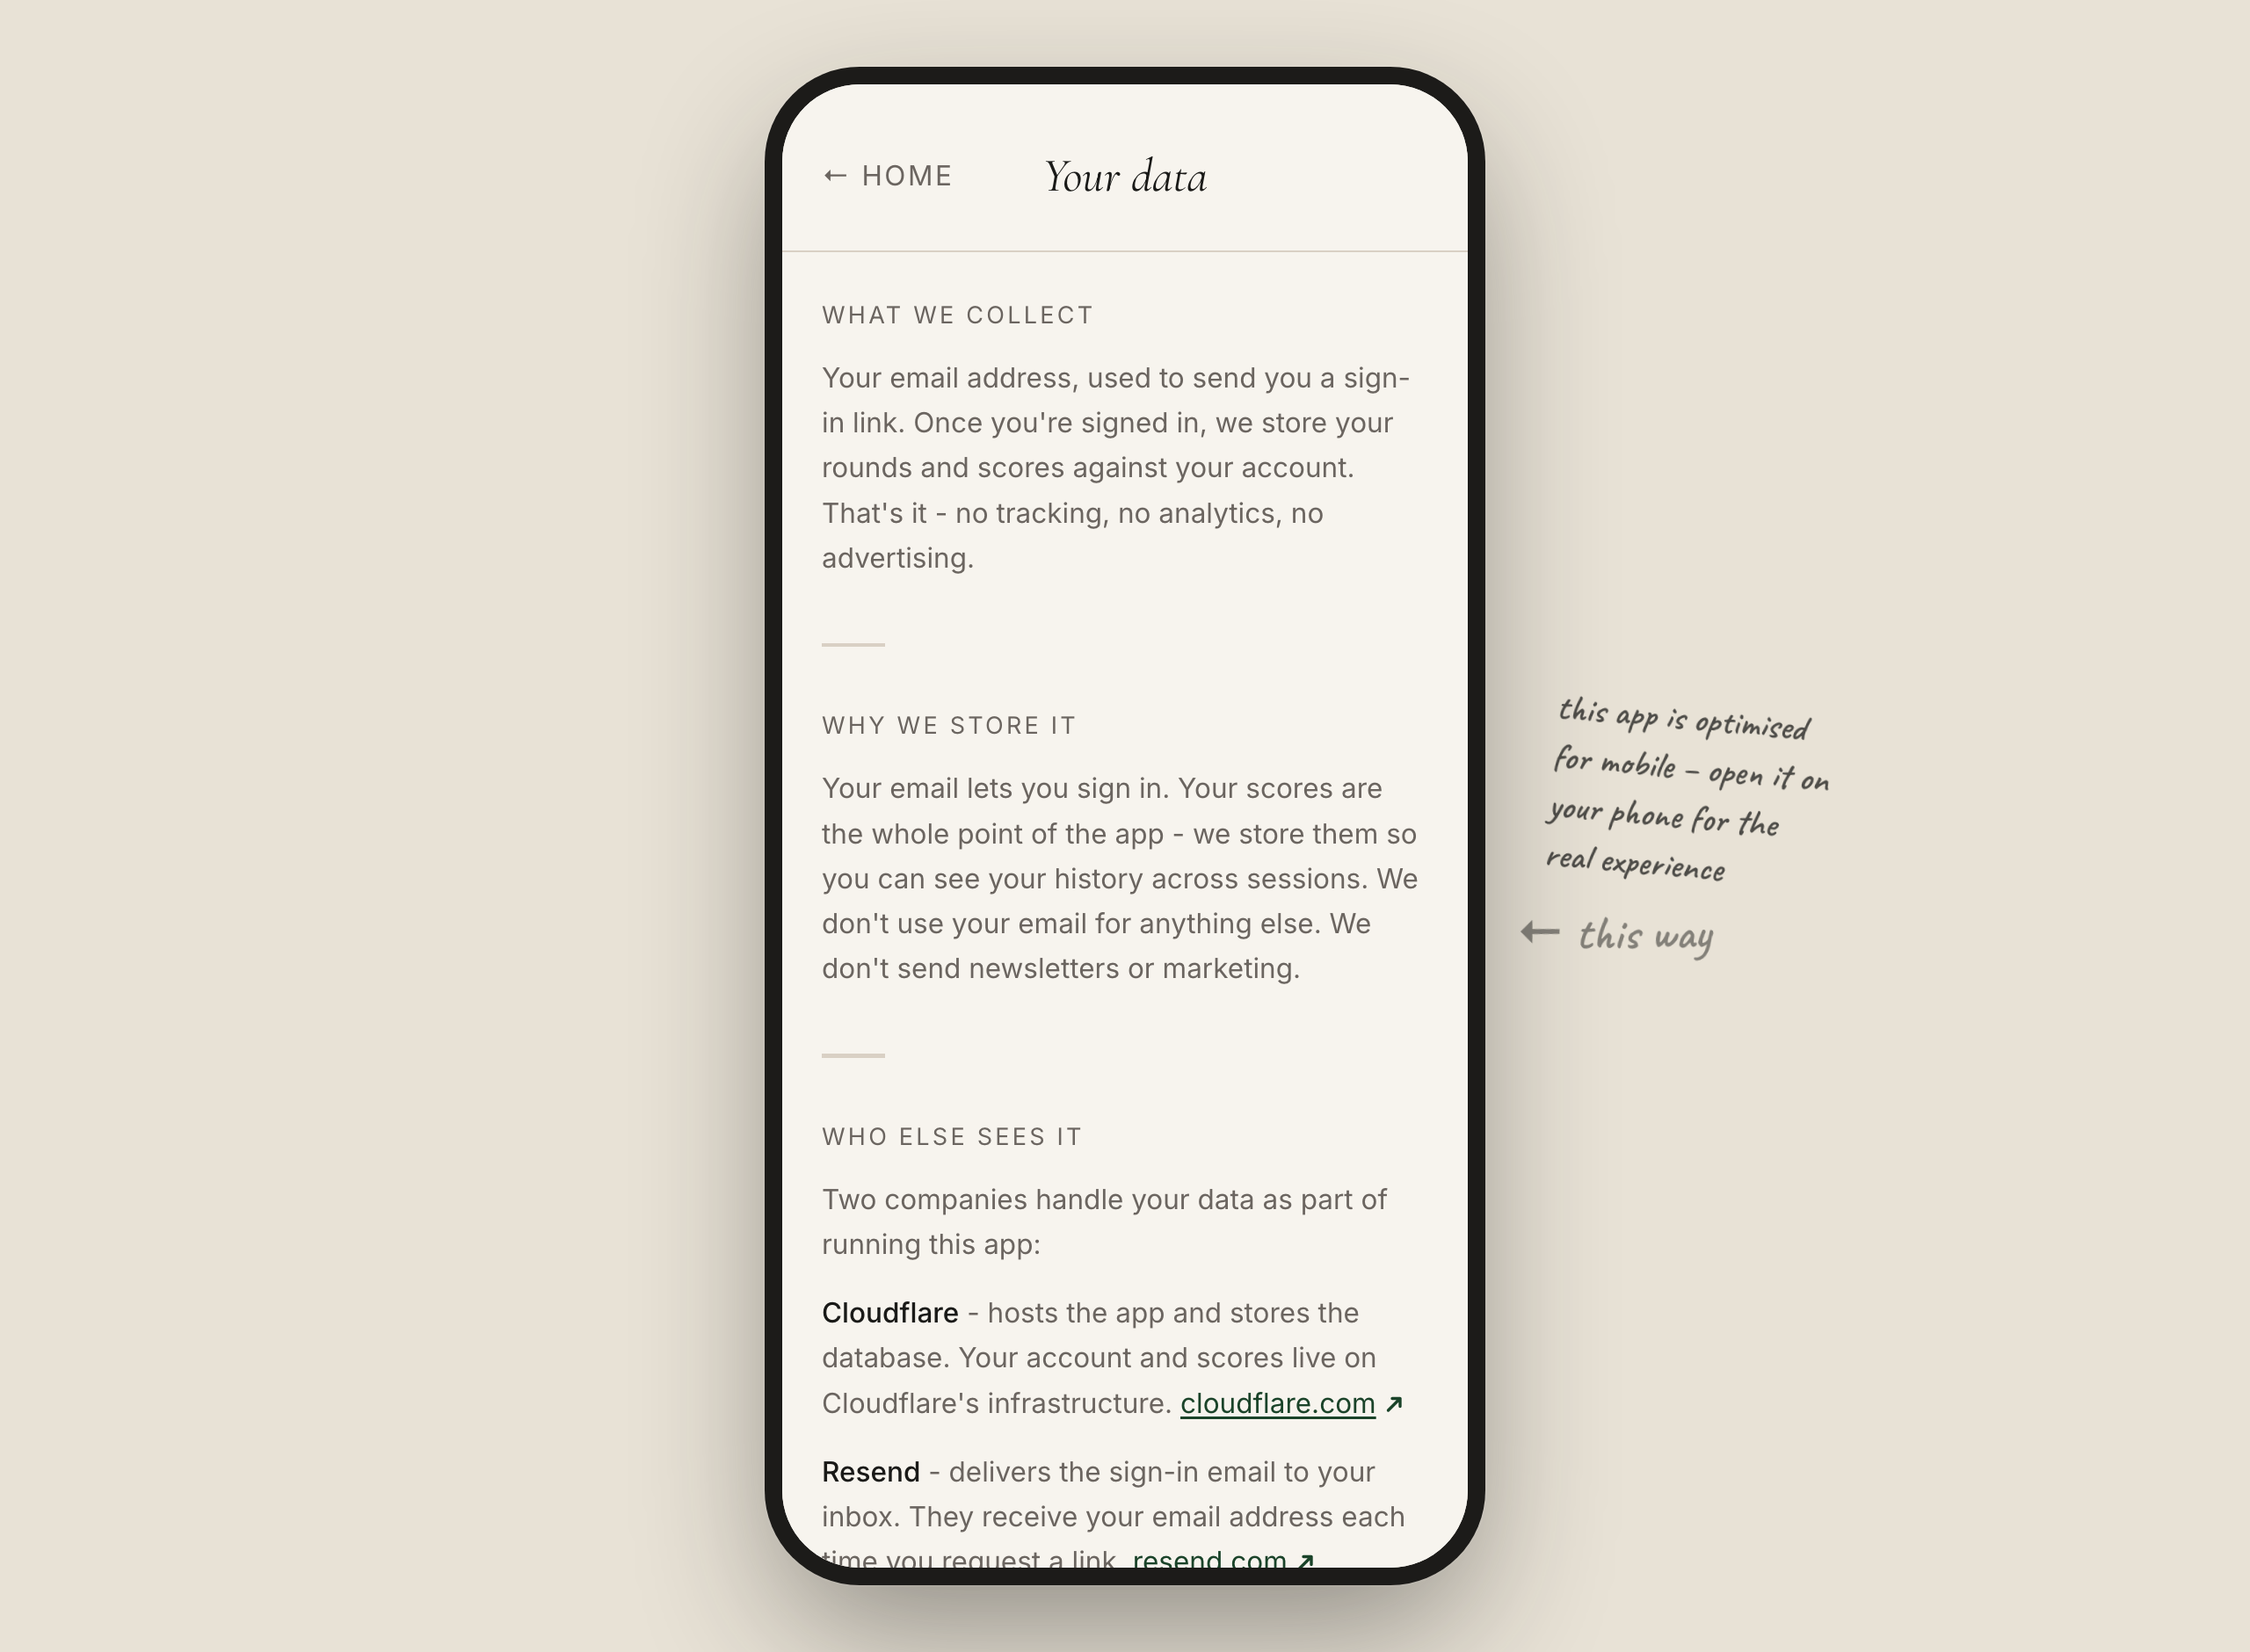 ← HOME
Your data
WHAT WE COLLECT
Your email address, used to send you a sign-
in link. Once you're signed in, we store your
rounds and scores against your account.
That's it - no tracking, no analytics, no
advertising.
WHY WE STORE IT
Your email lets you sign in. Your scores are
the whole point of the app - we store them so
you can see your history across sessions. We
don't use your email for anything else. We
don't send newsletters or marketing.
WHO ELSE SEES IT
Two companies handle your data as part of
running this app:
Cloudflare - hosts the app and stores the
database. Your account and scores live on
Cloudflare's infrastructure. cloudflare.com ↗
Resend - delivers the sign-in email to your
inbox. They receive your email address each
time you request a link. resend.com ↗
this app is optimised
for mobile – open it on
your phone for the
real experience
← this way